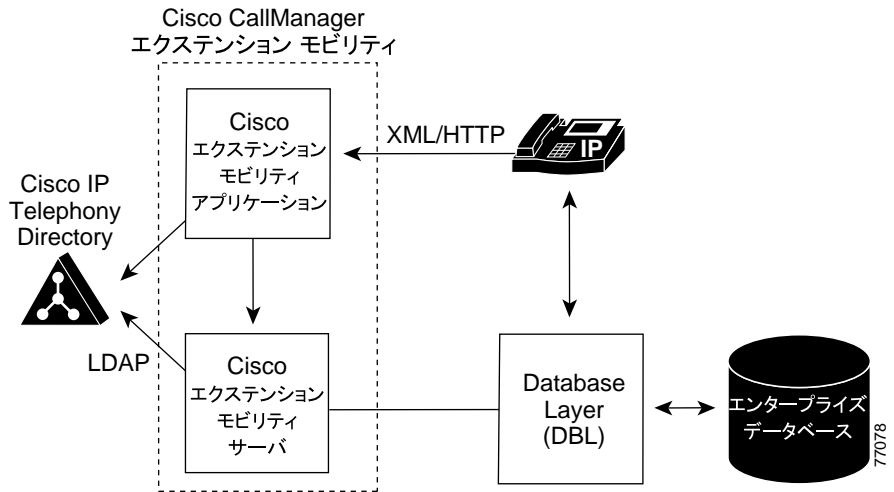 Cisco CallManager
エクステンション モビリティ
Cisco
エクステンション
モビリティ
アプリケーション
XML/HTTP
IP
Cisco IP
Telephony
Directory
LDAP
Cisco
エクステンション
モビリティ
サーバ
Database
Layer
(DBL)
エンタープライズ
データベース
77078